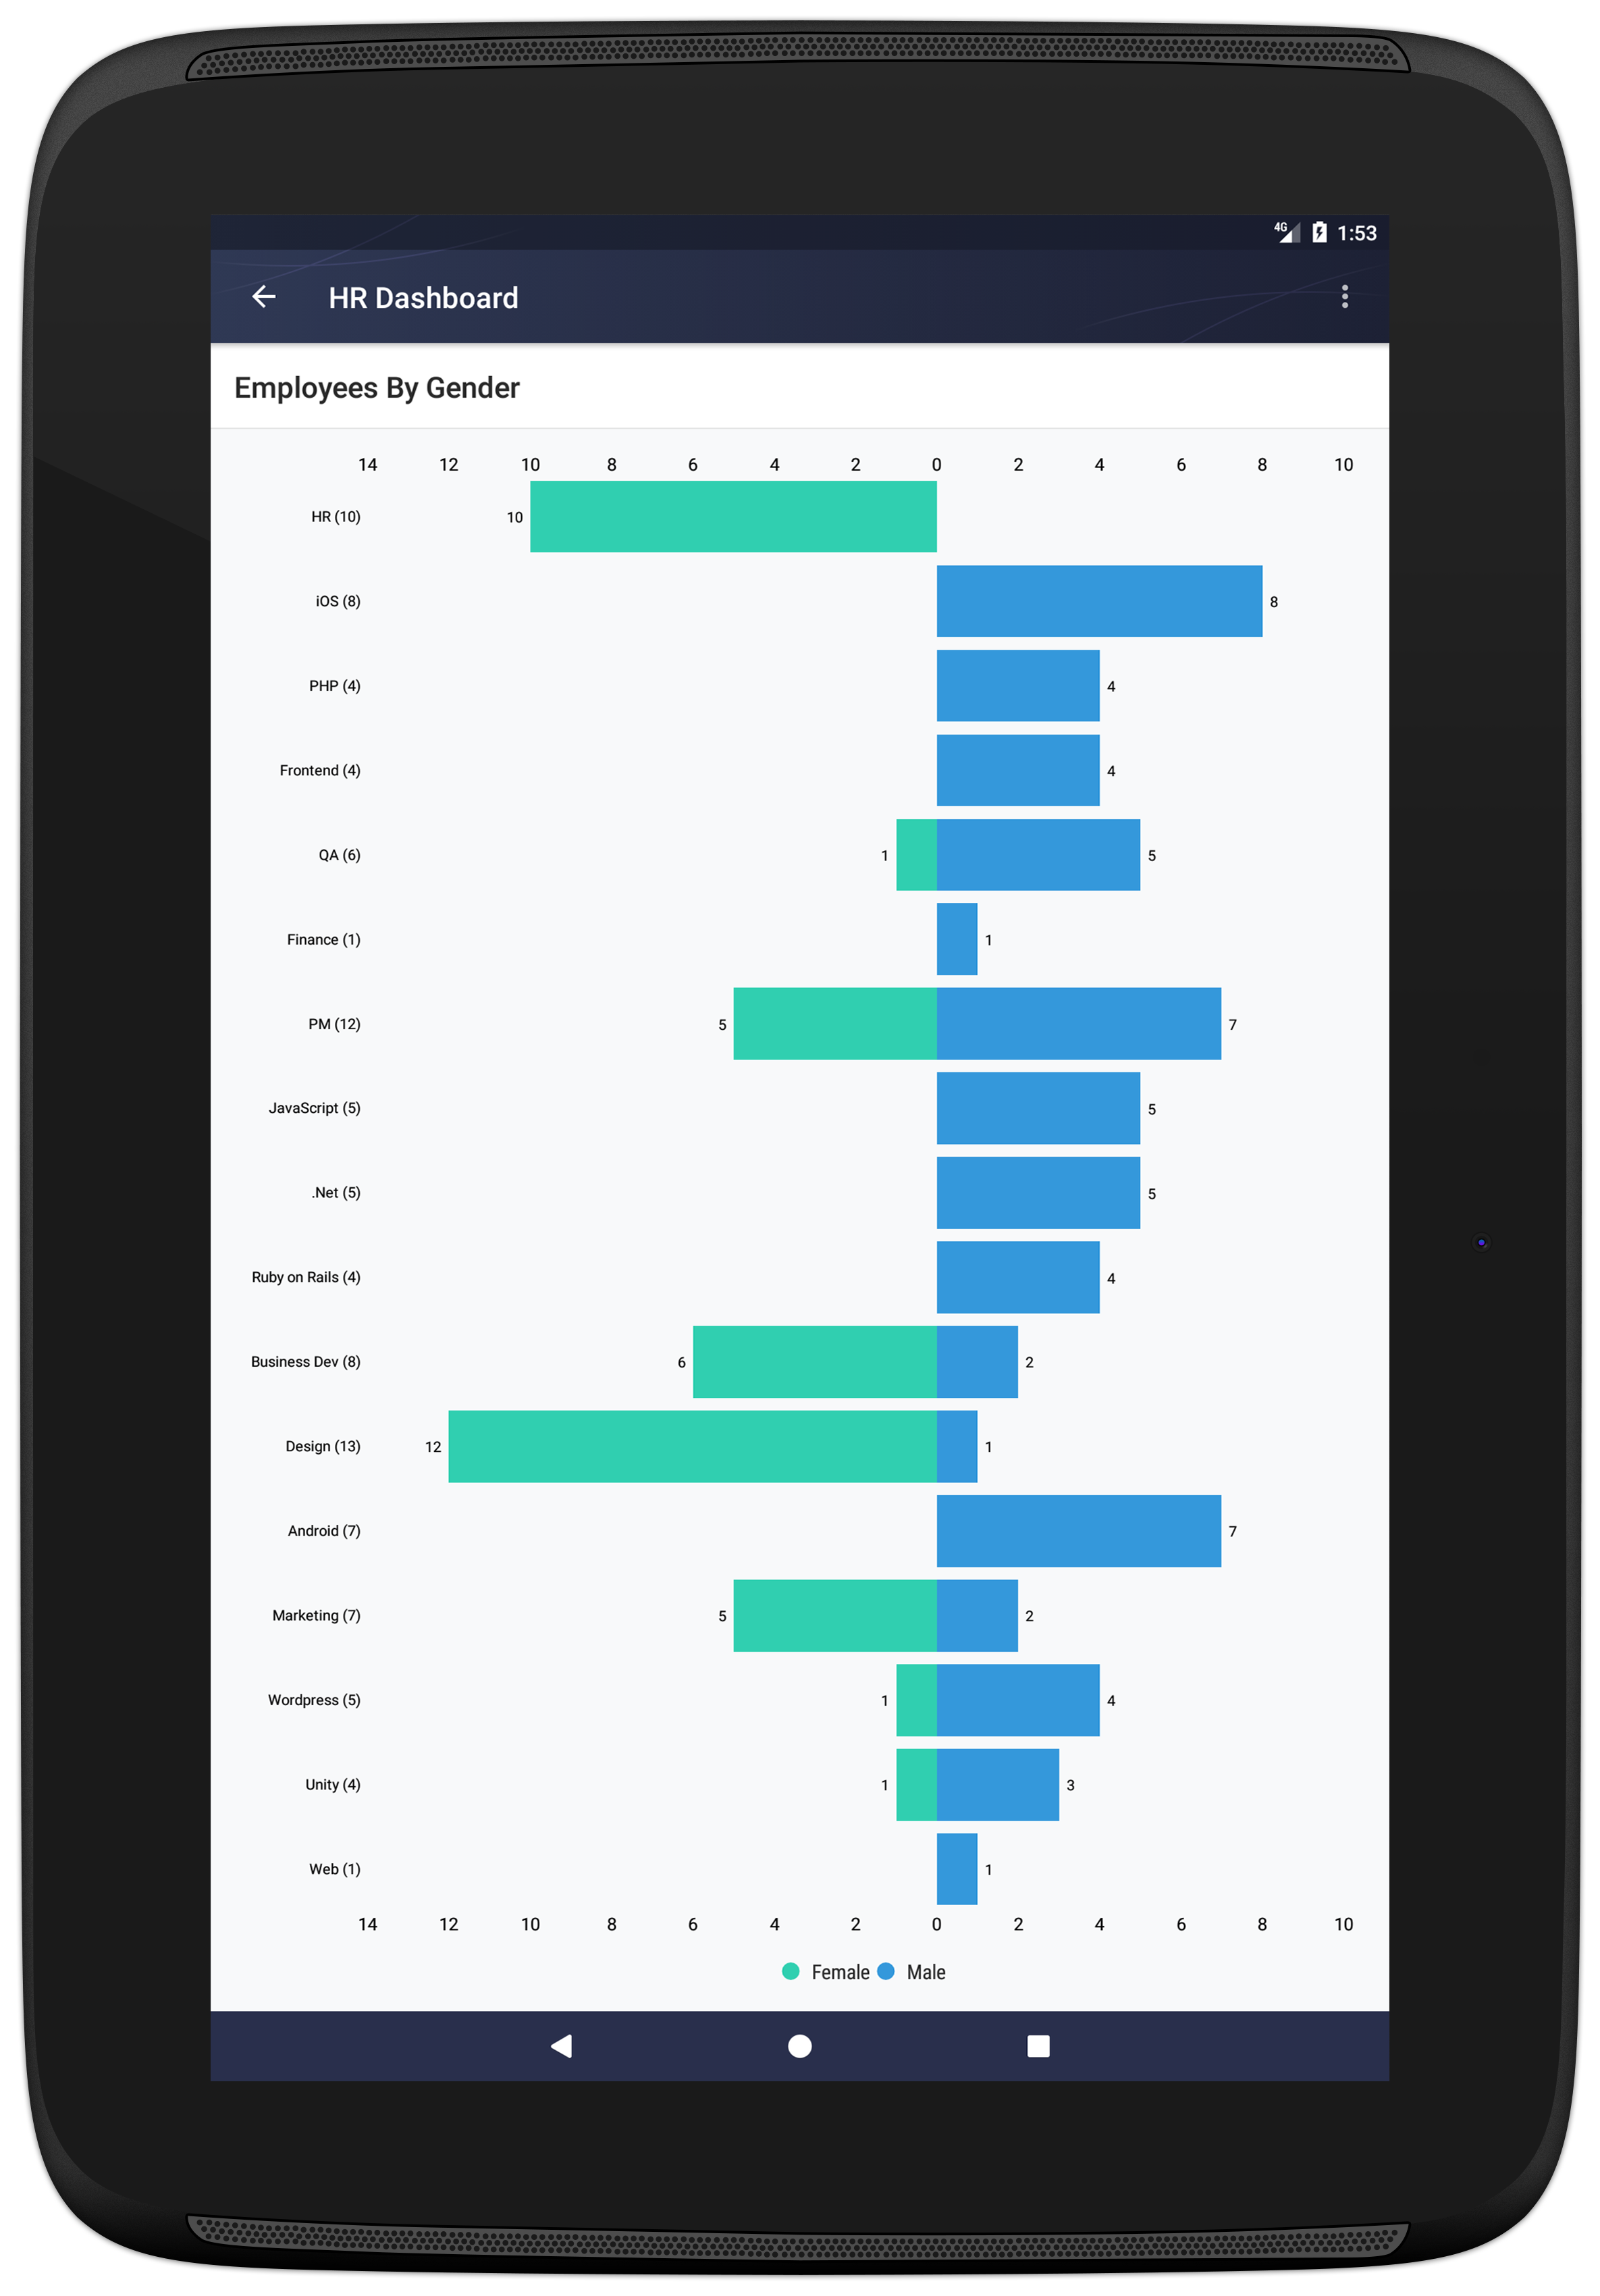 4G 1:53
HR Dashboard
Employees By Gender
14 12 10 8 6 4 2 0 2 4 6 8 10
HR (10) 10
iOS (8) 8
PHP (4) 4
Frontend (4) 4
QA (6) 1 5
Finance (1) 1
PM (12) 5 7
JavaScript (5) 5
.Net (5) 5
Ruby on Rails (4) 4
Business Dev (8) 6 2
Design (13) 12 1
Android (7) 7
Marketing (7) 5 2
Wordpress (5) 1 4
Unity (4) 1 3
Web (1) 1
14 12 10 8 6 4 2 0 2 4 6 8 10
Female Male